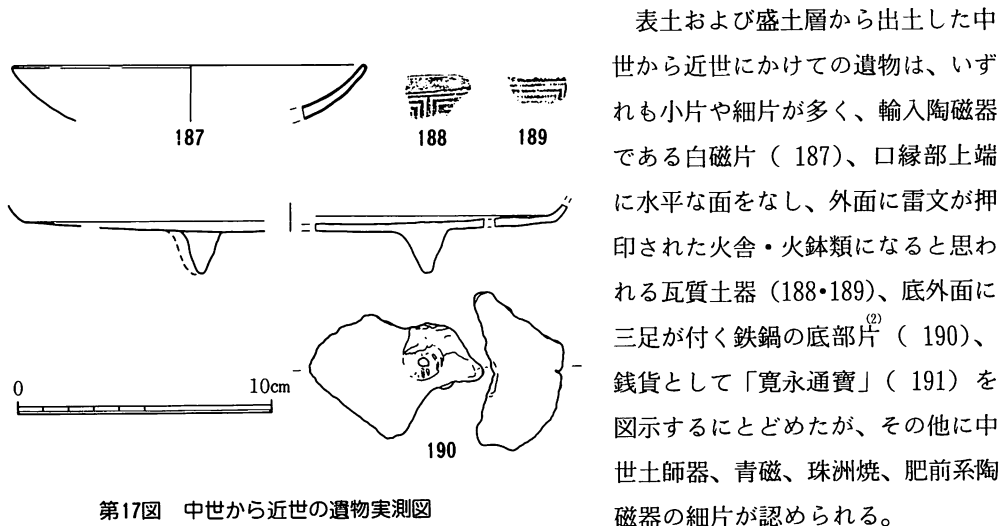 187
188
189
0
10cm
190
第17図 中世から近世の遺物実測図
表土および盛土層から出土した中
世から近世にかけての遺物は、いず
れも小片や細片が多く、輸入陶磁器
である白磁片（ 187）、口縁部上端
に水平な面をなし、外面に雷文が押
印された火舎・火鉢類になると思わ
れる瓦質土器（188•189）、底外面に
三足が付く鉄鍋の底部片(2)（ 190）、
銭貨として「寛永通寶」（ 191）を
図示するにとどめたが、その他に中
世土師器、青磁、珠洲焼、肥前系陶
磁器の細片が認められる。